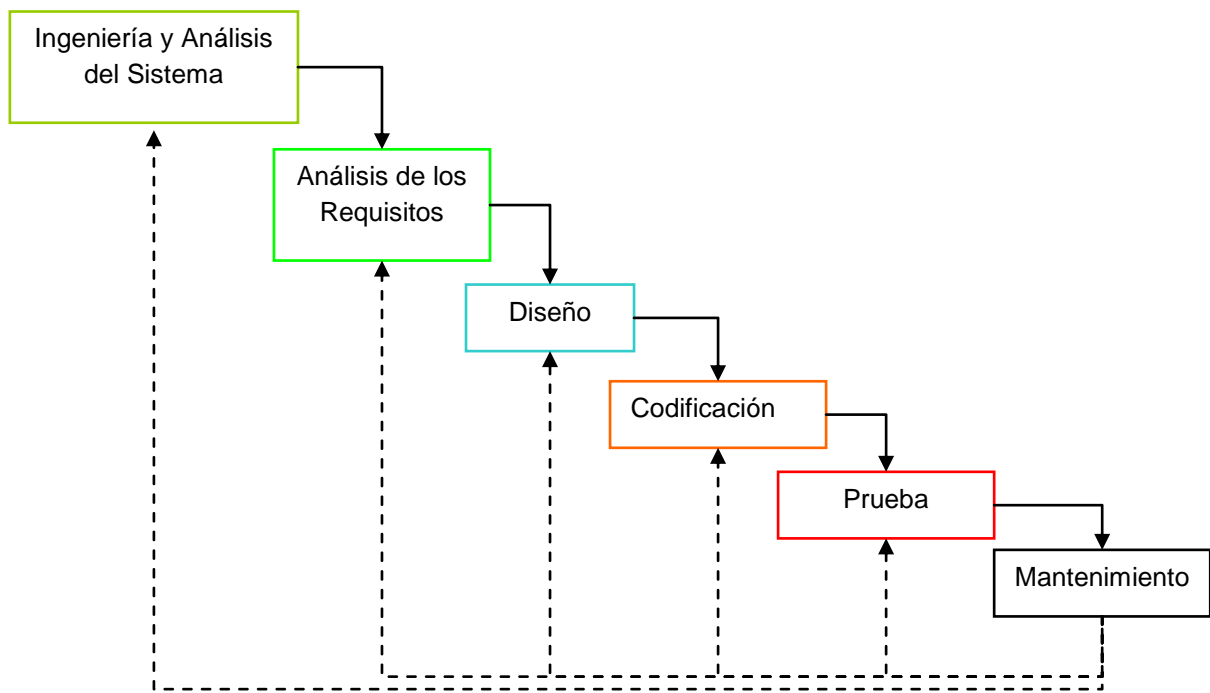 Ingeniería y Análisis
del Sistema
Análisis de los
Requisitos
Diseño
Codificación
Prueba
Mantenimiento